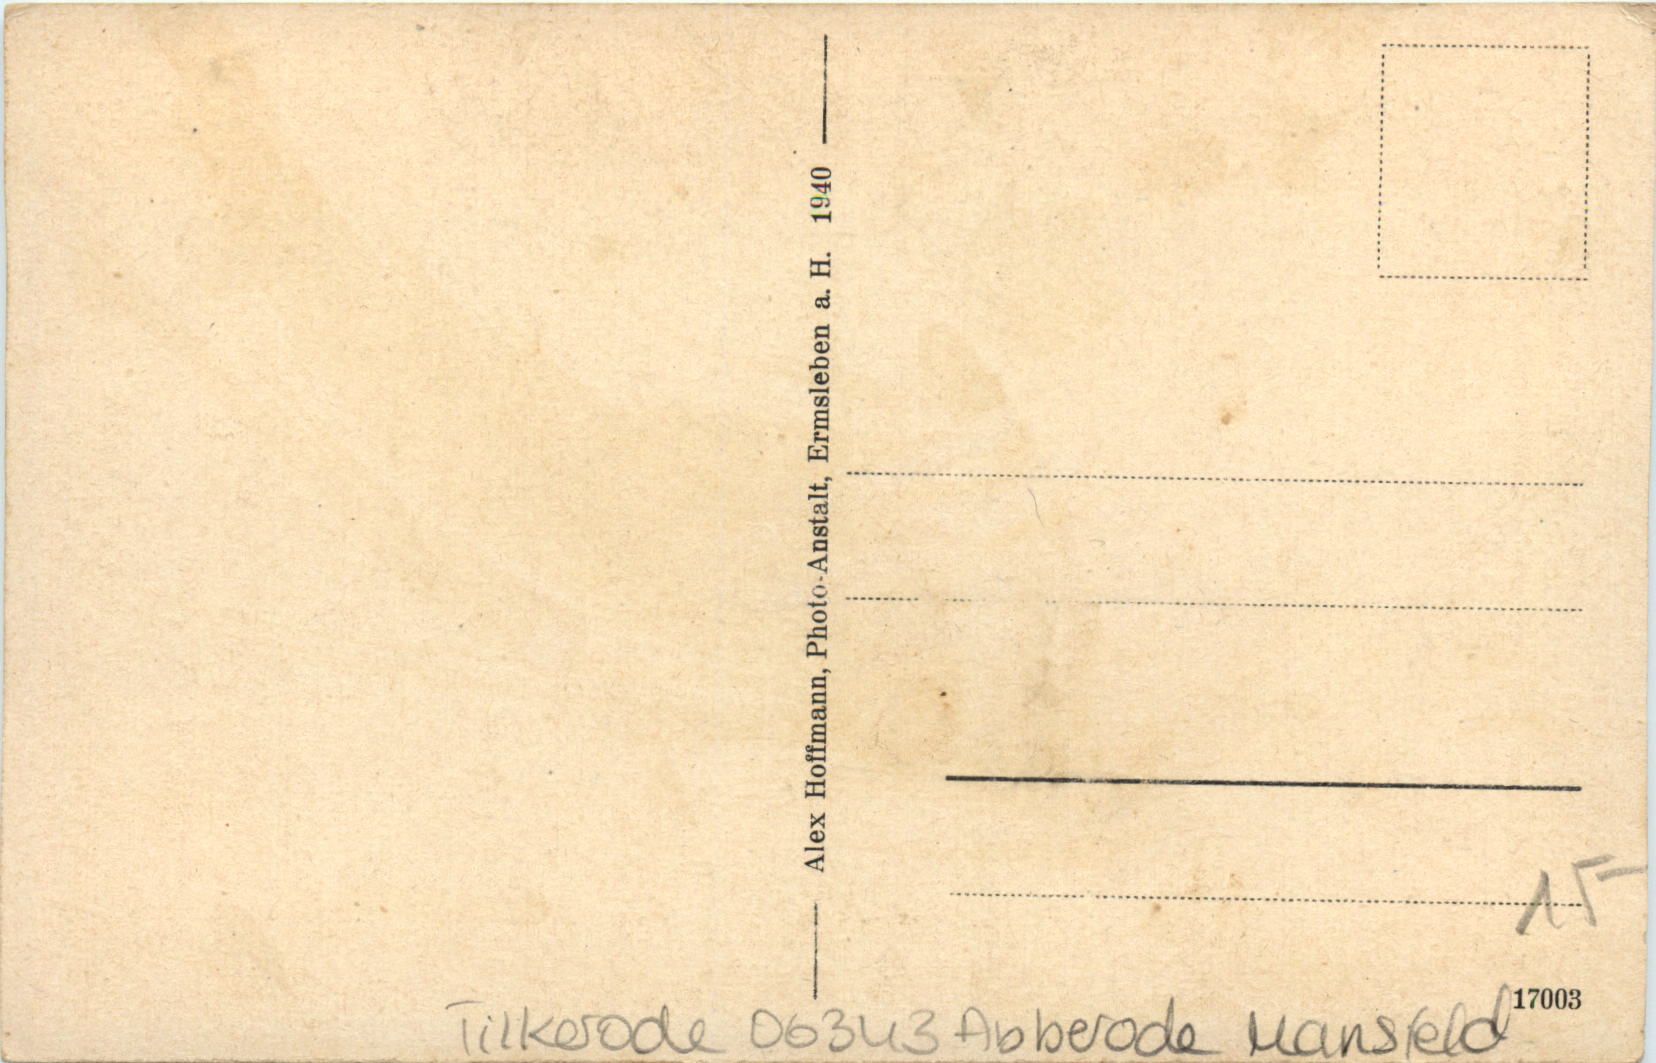 Alex Hoffmann, Photo-Anstalt, Ermsleben a. H. 1940
15-
17003
Tilkerode 06343 Abberode Mansfeld